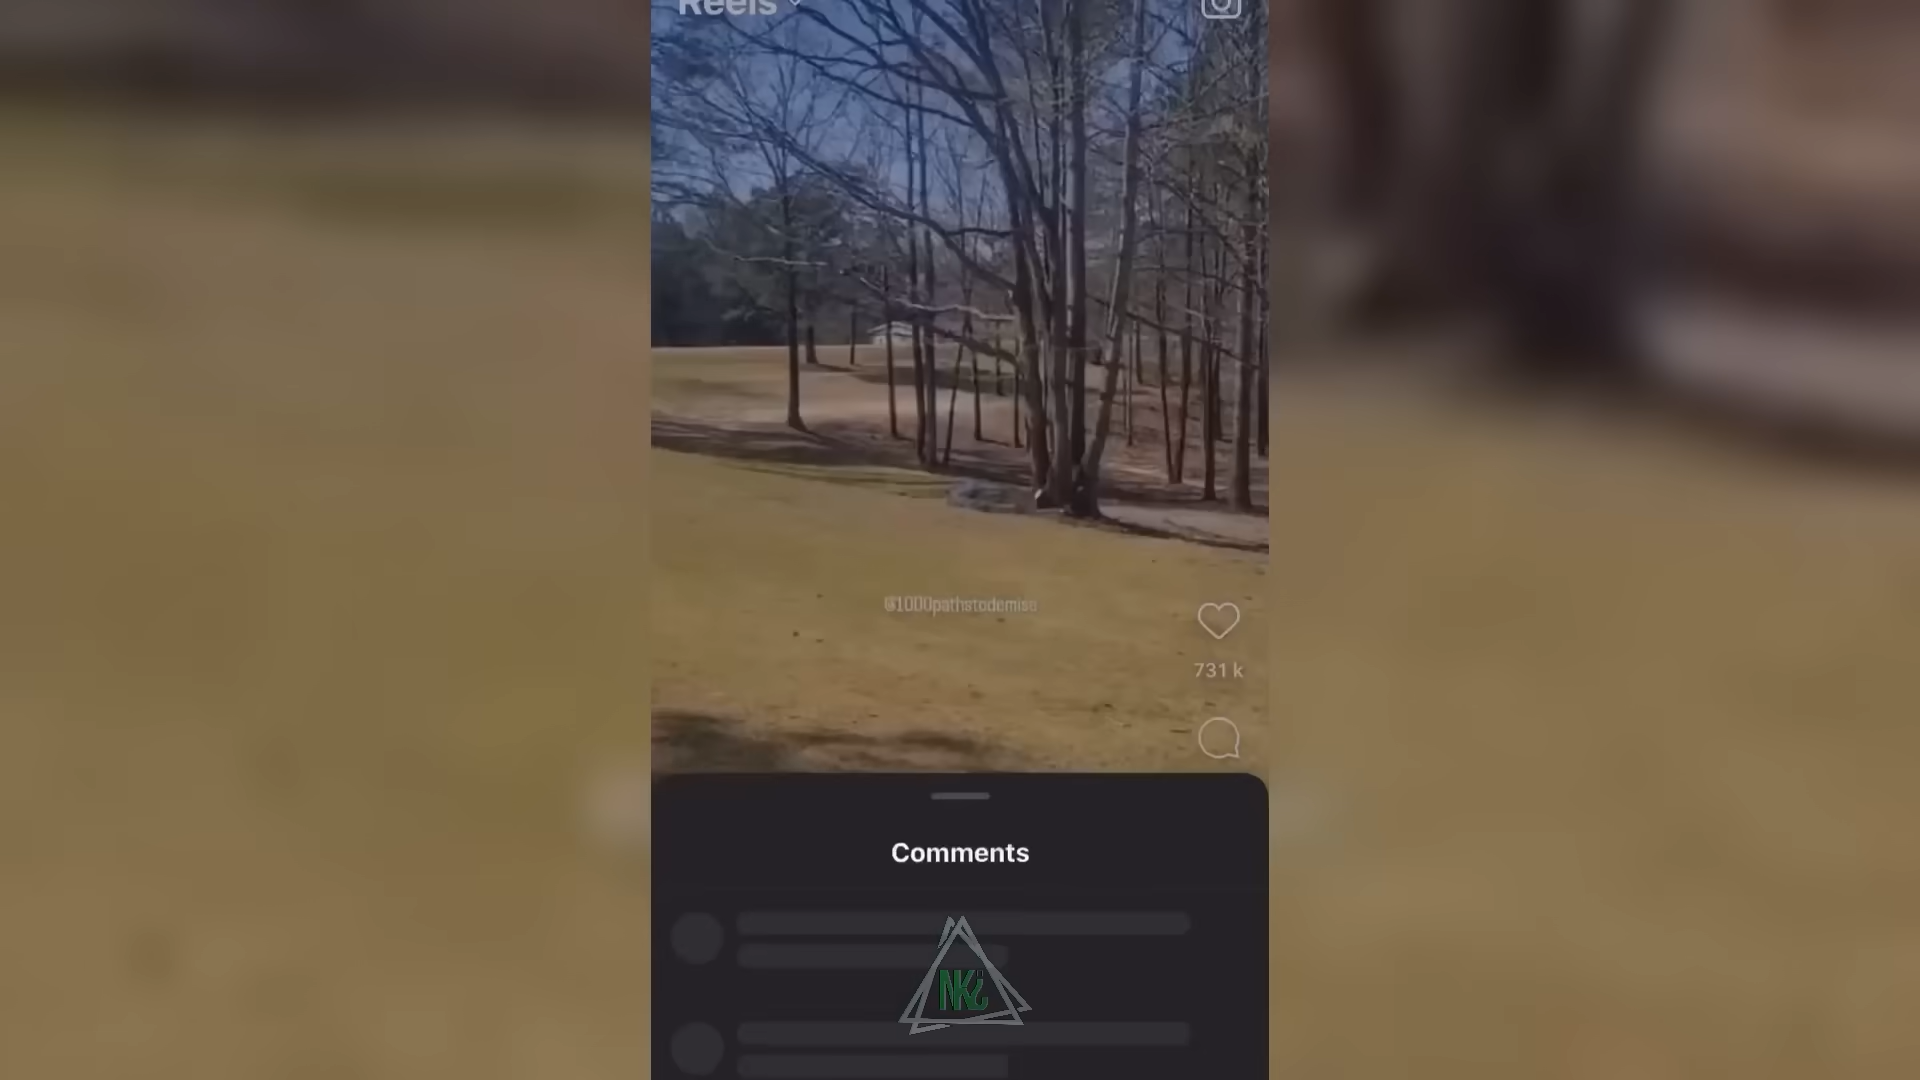 Reels
@1000pathstodemise
731 k
Comments
NK?